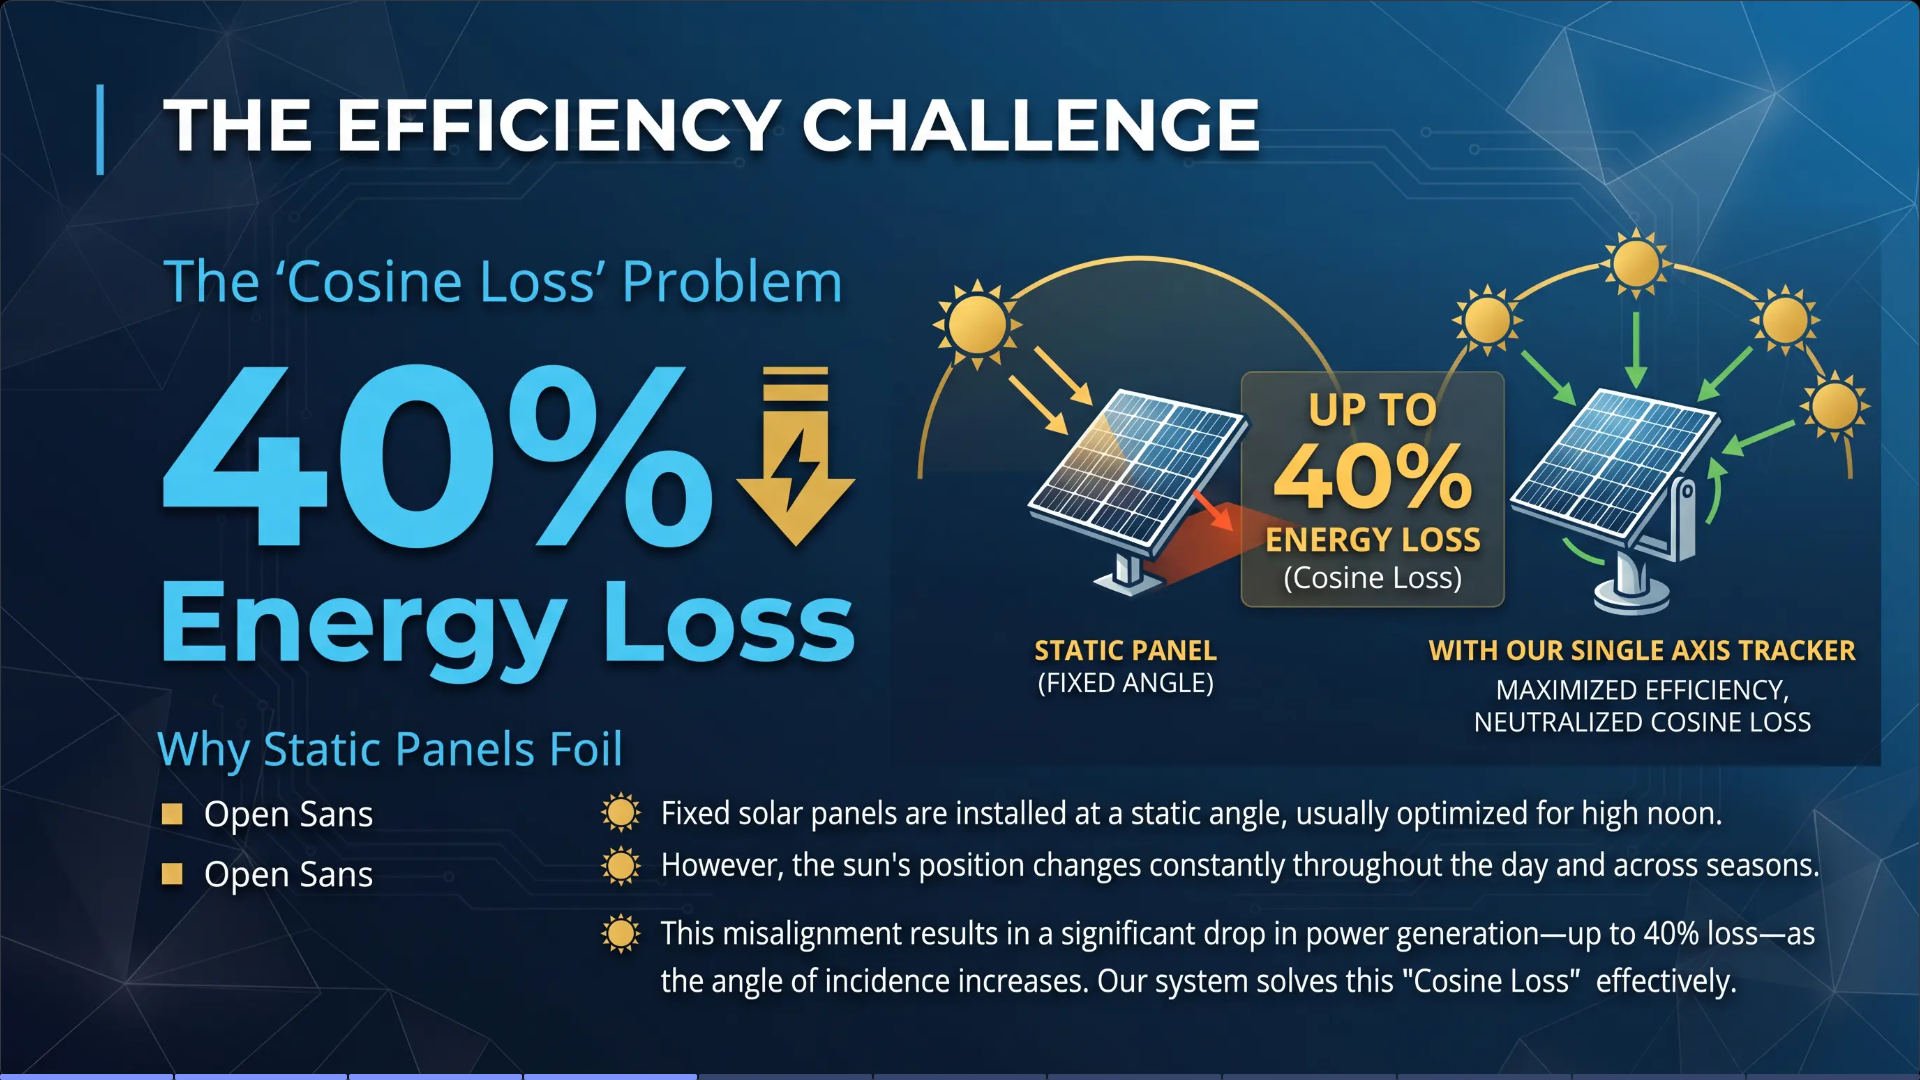 THE EFFICIENCY CHALLENGE
The ‘Cosine Loss’ Problem
40%
Energy Loss
UP TO
40%
ENERGY LOSS
(Cosine Loss)
STATIC PANEL
(FIXED ANGLE)
WITH OUR SINGLE AXIS TRACKER
MAXIMIZED EFFICIENCY,
NEUTRALIZED COSINE LOSS
Why Static Panels Foil
Open Sans
Open Sans
Fixed solar panels are installed at a static angle, usually optimized for high noon.
However, the sun's position changes constantly throughout the day and across seasons.
This misalignment results in a significant drop in power generation—up to 40% loss—as
the angle of incidence increases. Our system solves this "Cosine Loss" effectively.